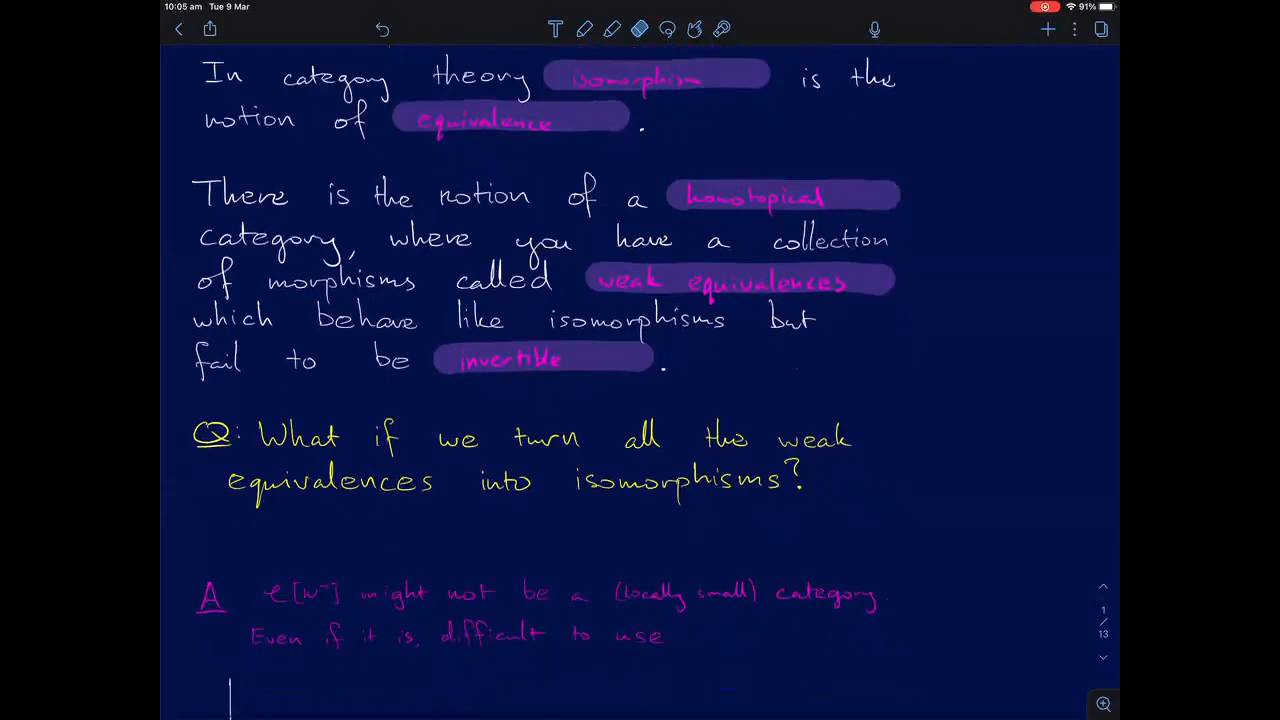 10:05 am Tue 9 Mar
91%
In category theory isomorphism is the
notion of equivalence.
There is the notion of a homotopical
category, where you have a collection
of morphisms called weak equivalences
which behave like isomorphisms but
fail to be invertible.
Q: What if we turn all the weak
equivalences into isomorphisms?
A C[W⁻¹] might not be a (locally small) category.
Even if it is, difficult to use
1
/
13